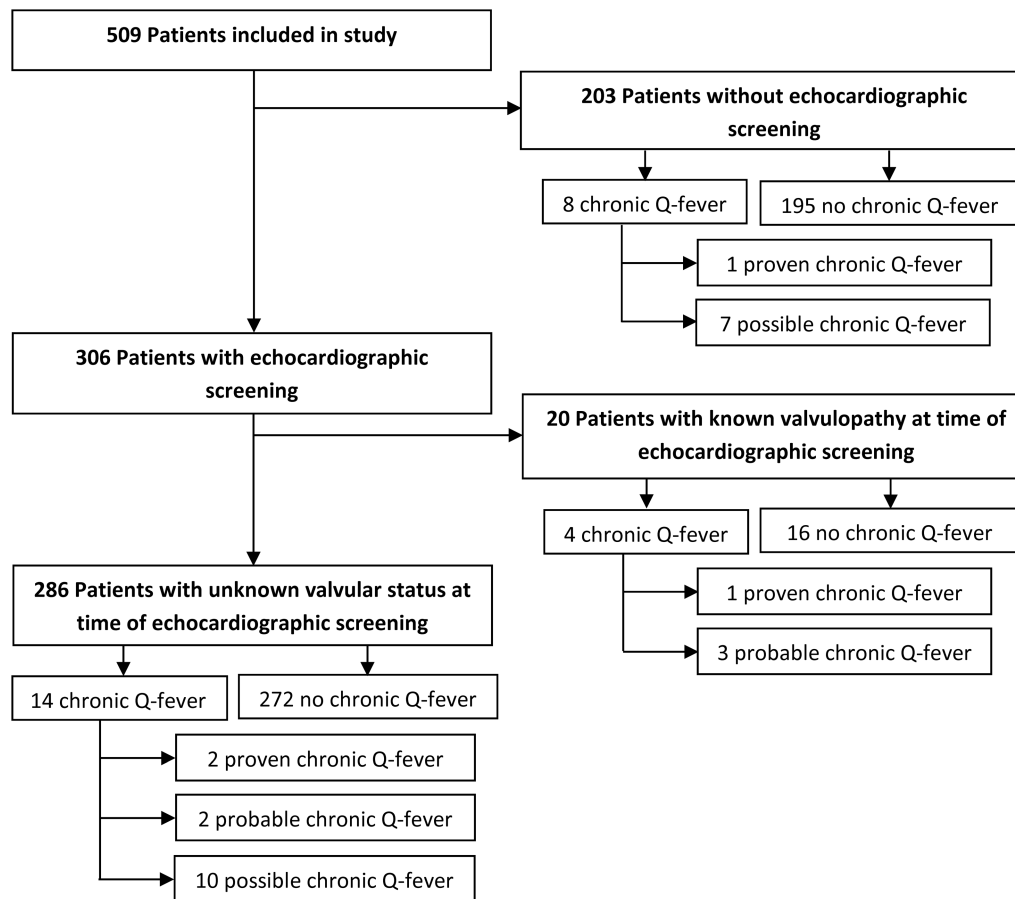 509 Patients included in study
203 Patients without echocardiographic
screening
8 chronic Q-fever
195 no chronic Q-fever
1 proven chronic Q-fever
7 possible chronic Q-fever
306 Patients with echocardiographic
screening
20 Patients with known valvulopathy at time of
echocardiographic screening
4 chronic Q-fever
16 no chronic Q-fever
1 proven chronic Q-fever
3 probable chronic Q-fever
286 Patients with unknown valvular status at
time of echocardiographic screening
14 chronic Q-fever
272 no chronic Q-fever
2 proven chronic Q-fever
2 probable chronic Q-fever
10 possible chronic Q-fever